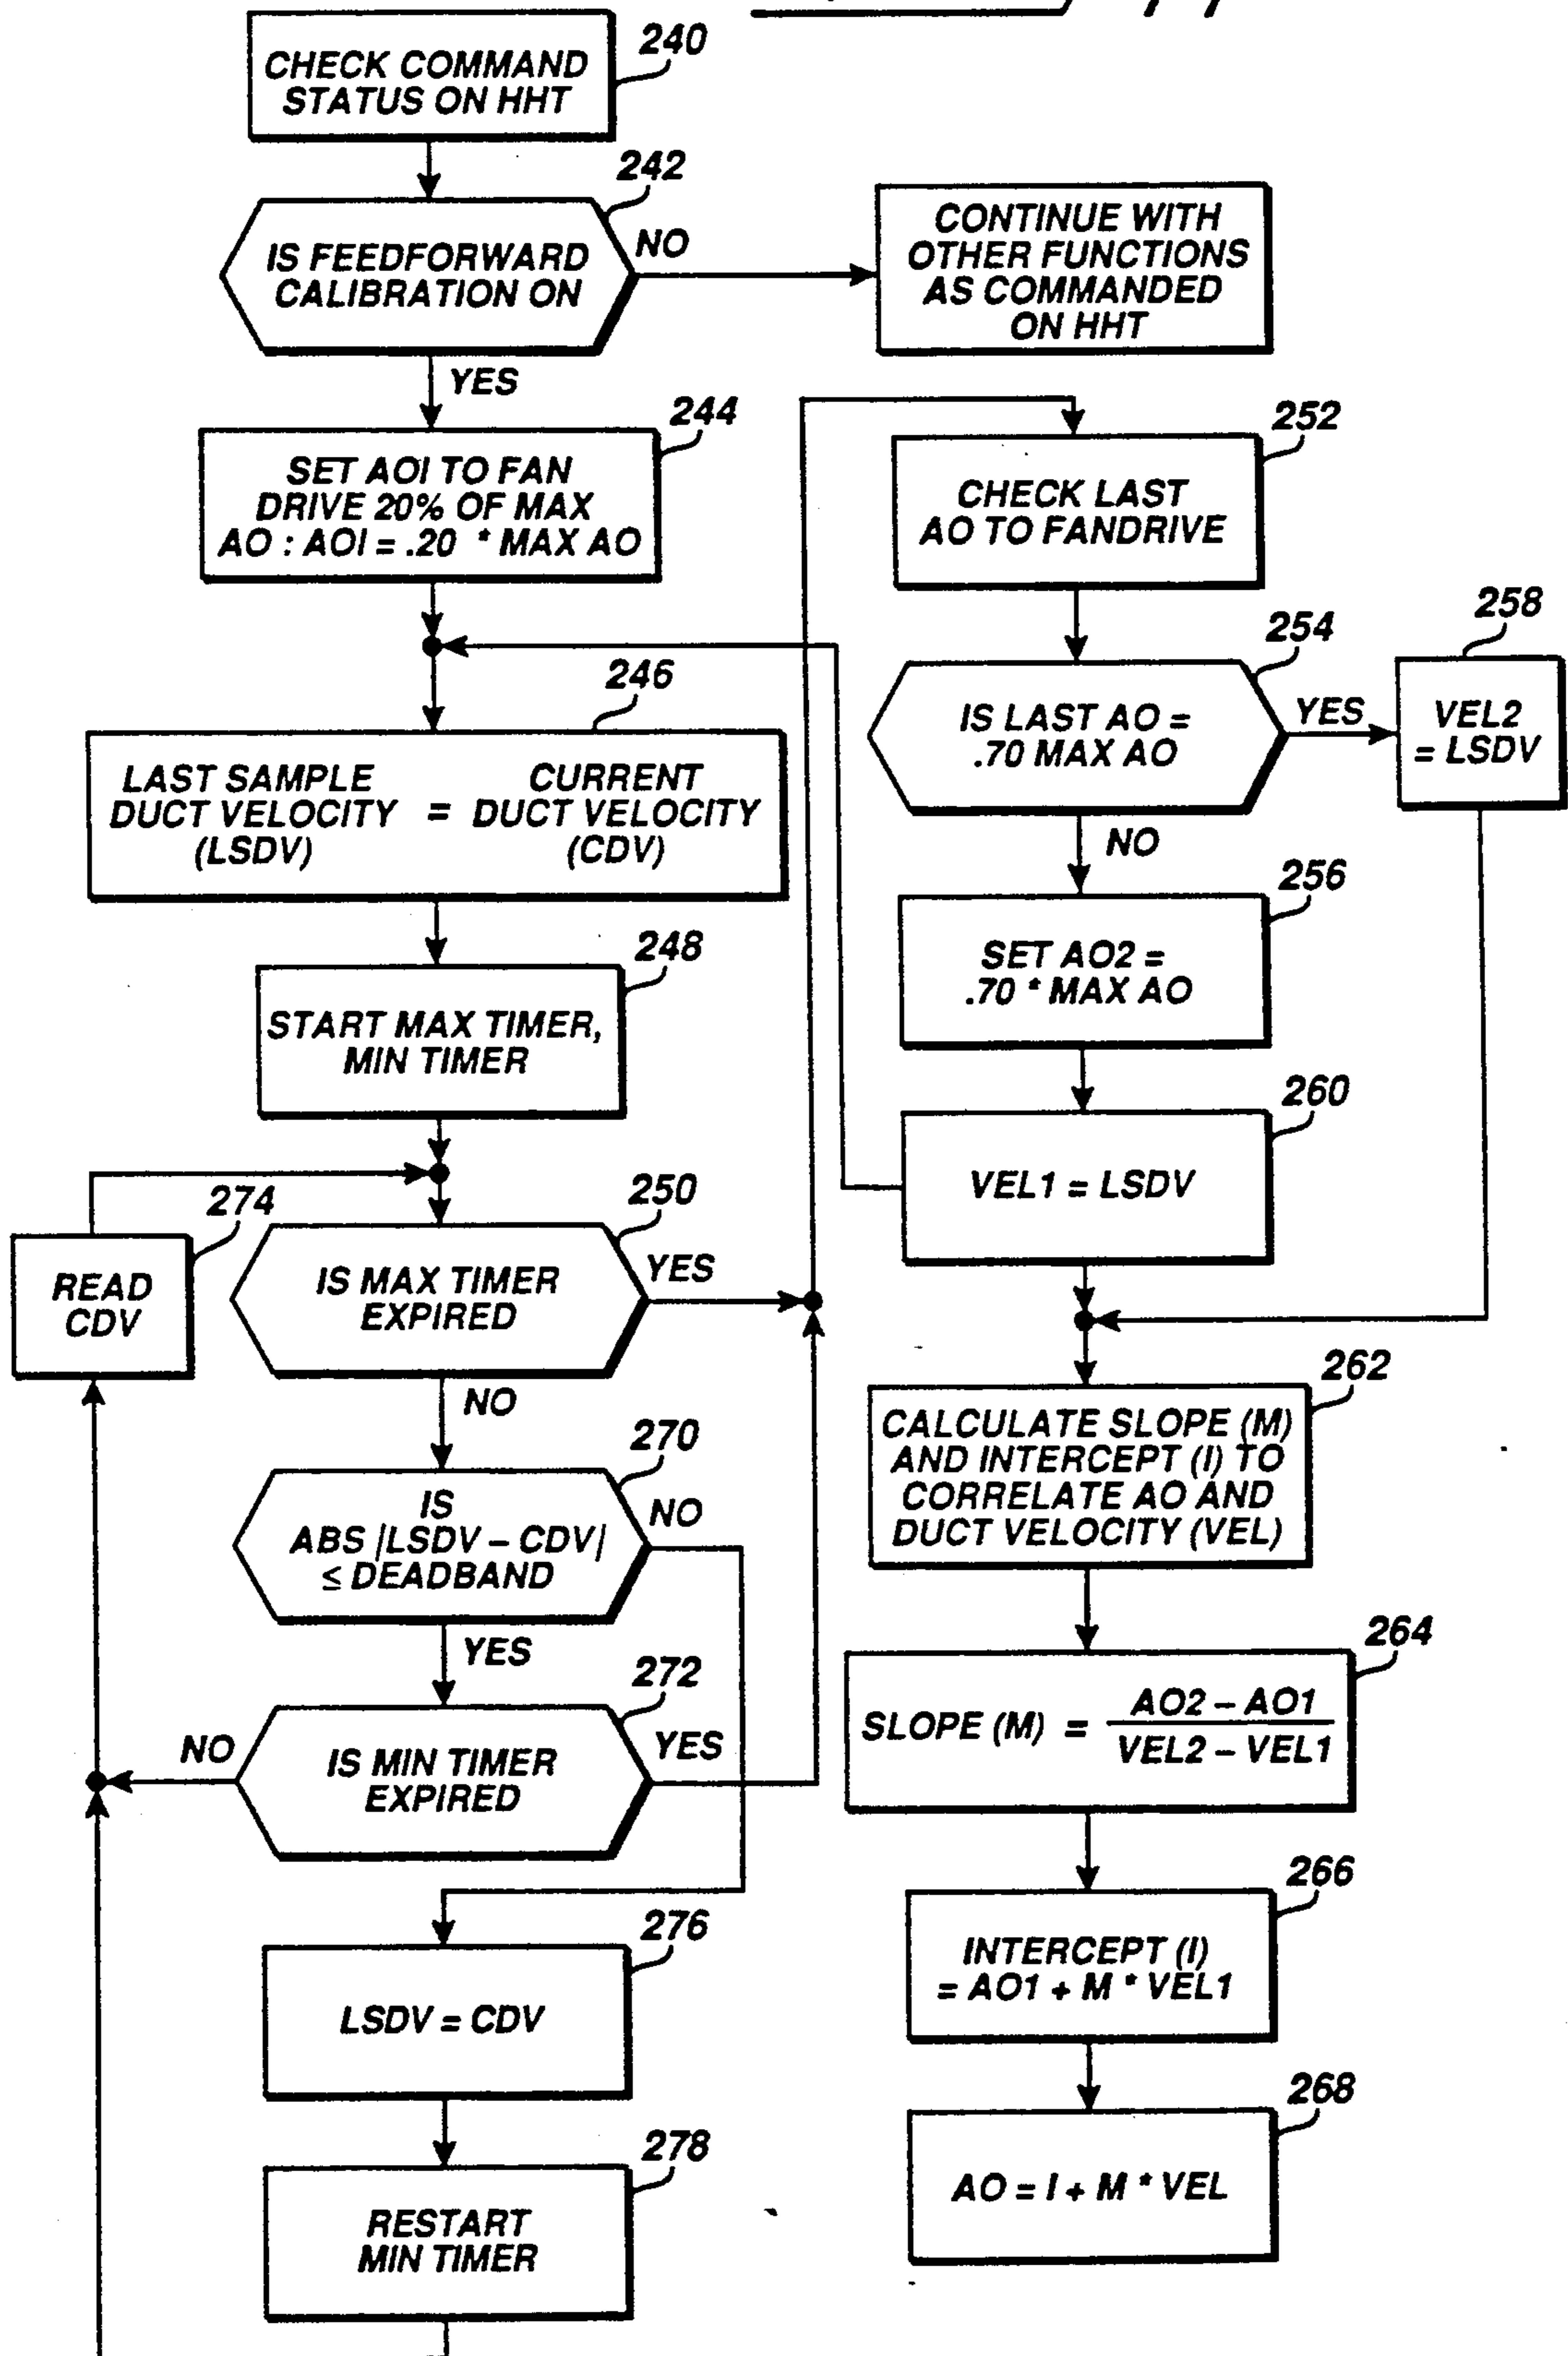 240
CHECK COMMAND
STATUS ON HHT
242
IS FEEDFORWARD
CALIBRATION ON
NO
CONTINUE WITH
OTHER FUNCTIONS
AS COMMANDED
ON HHT
YES
244
SET AOI TO FAN
DRIVE 20% OF MAX
AO : AOI = .20 * MAX AO
246
LAST SAMPLE
DUCT VELOCITY
(LSDV)
=
CURRENT
DUCT VELOCITY
(CDV)
248
START MAX TIMER,
MIN TIMER
274
READ
CDV
250
IS MAX TIMER
EXPIRED
YES
NO
270
IS
ABS |LSDV – CDV|
≤ DEADBAND
NO
YES
272
IS MIN TIMER
EXPIRED
NO
YES
276
LSDV = CDV
278
RESTART
MIN TIMER
252
CHECK LAST
AO TO FANDRIVE
254
IS LAST AO =
.70 MAX AO
YES
258
VEL2
= LSDV
NO
256
SET AO2 =
.70 * MAX AO
260
VEL1 = LSDV
262
CALCULATE SLOPE (M)
AND INTERCEPT (I) TO
CORRELATE AO AND
DUCT VELOCITY (VEL)
264
SLOPE (M) =
AO2 – AO1
VEL2 – VEL1
266
INTERCEPT (I)
= AO1 + M * VEL1
268
AO = I + M * VEL